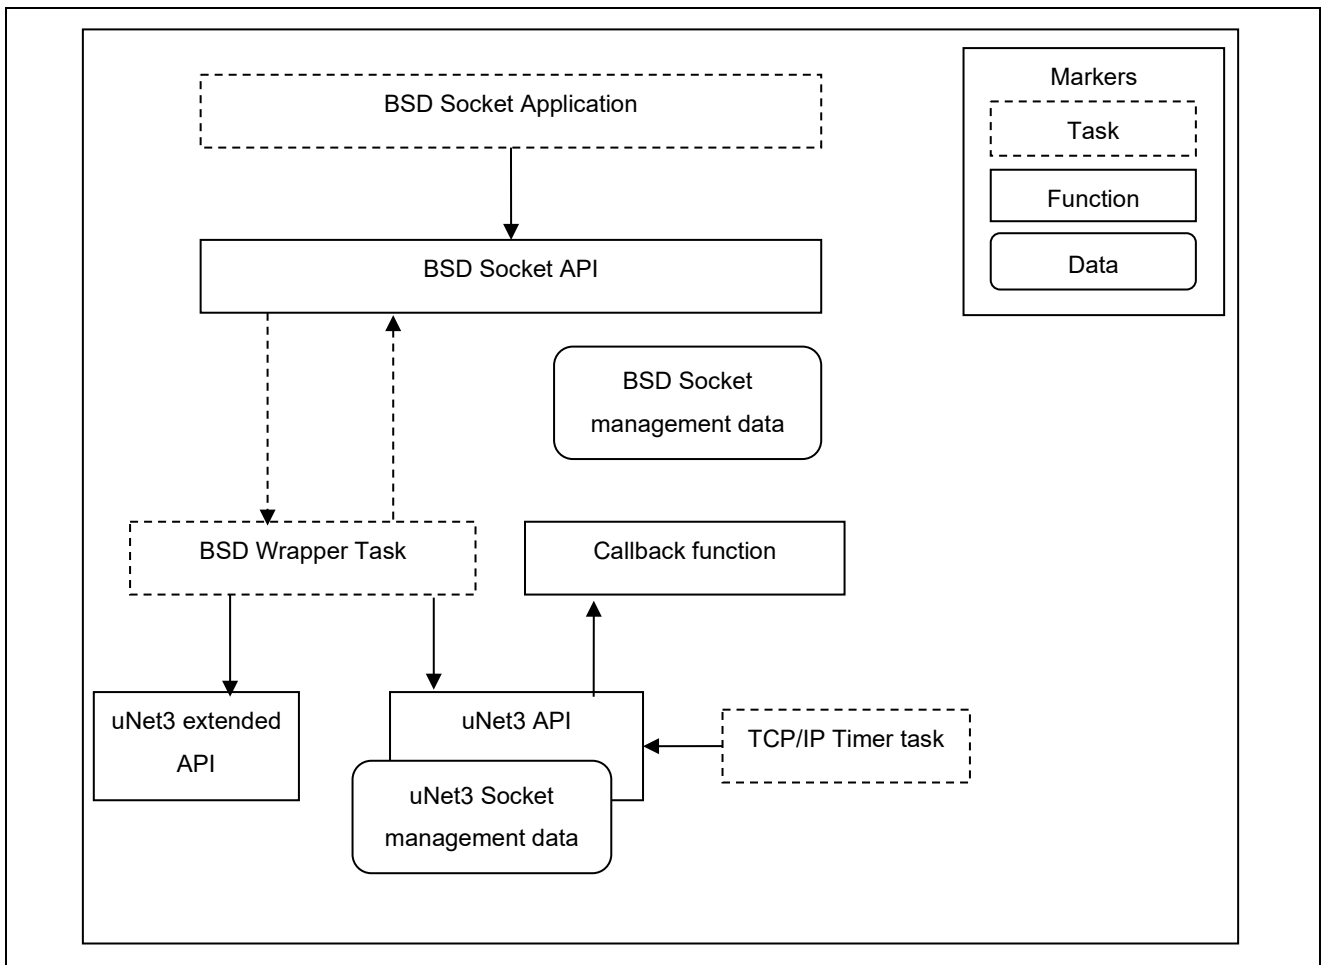 BSD Socket Application
Markers
Task
Function
Data
BSD Socket API
BSD Socket
management data
BSD Wrapper Task
Callback function
uNet3 extended
API
uNet3 API
TCP/IP Timer task
uNet3 Socket
management data